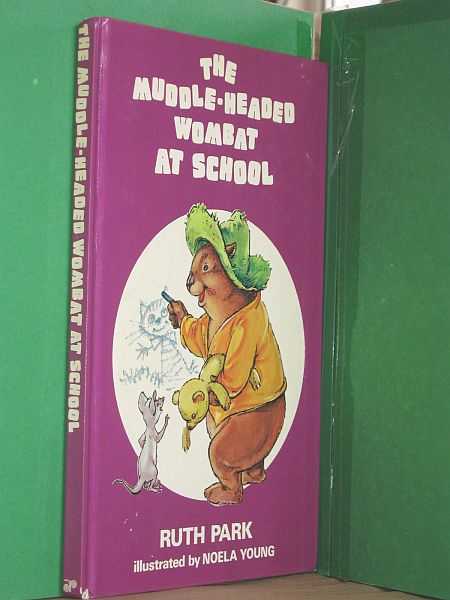 THE
MUDDLE-HEADED
WOMBAT
AT SCHOOL
RUTH PARK
illustrated by NOELA YOUNG
THE MUDDLE-HEADED WOMBAT AT SCHOOL